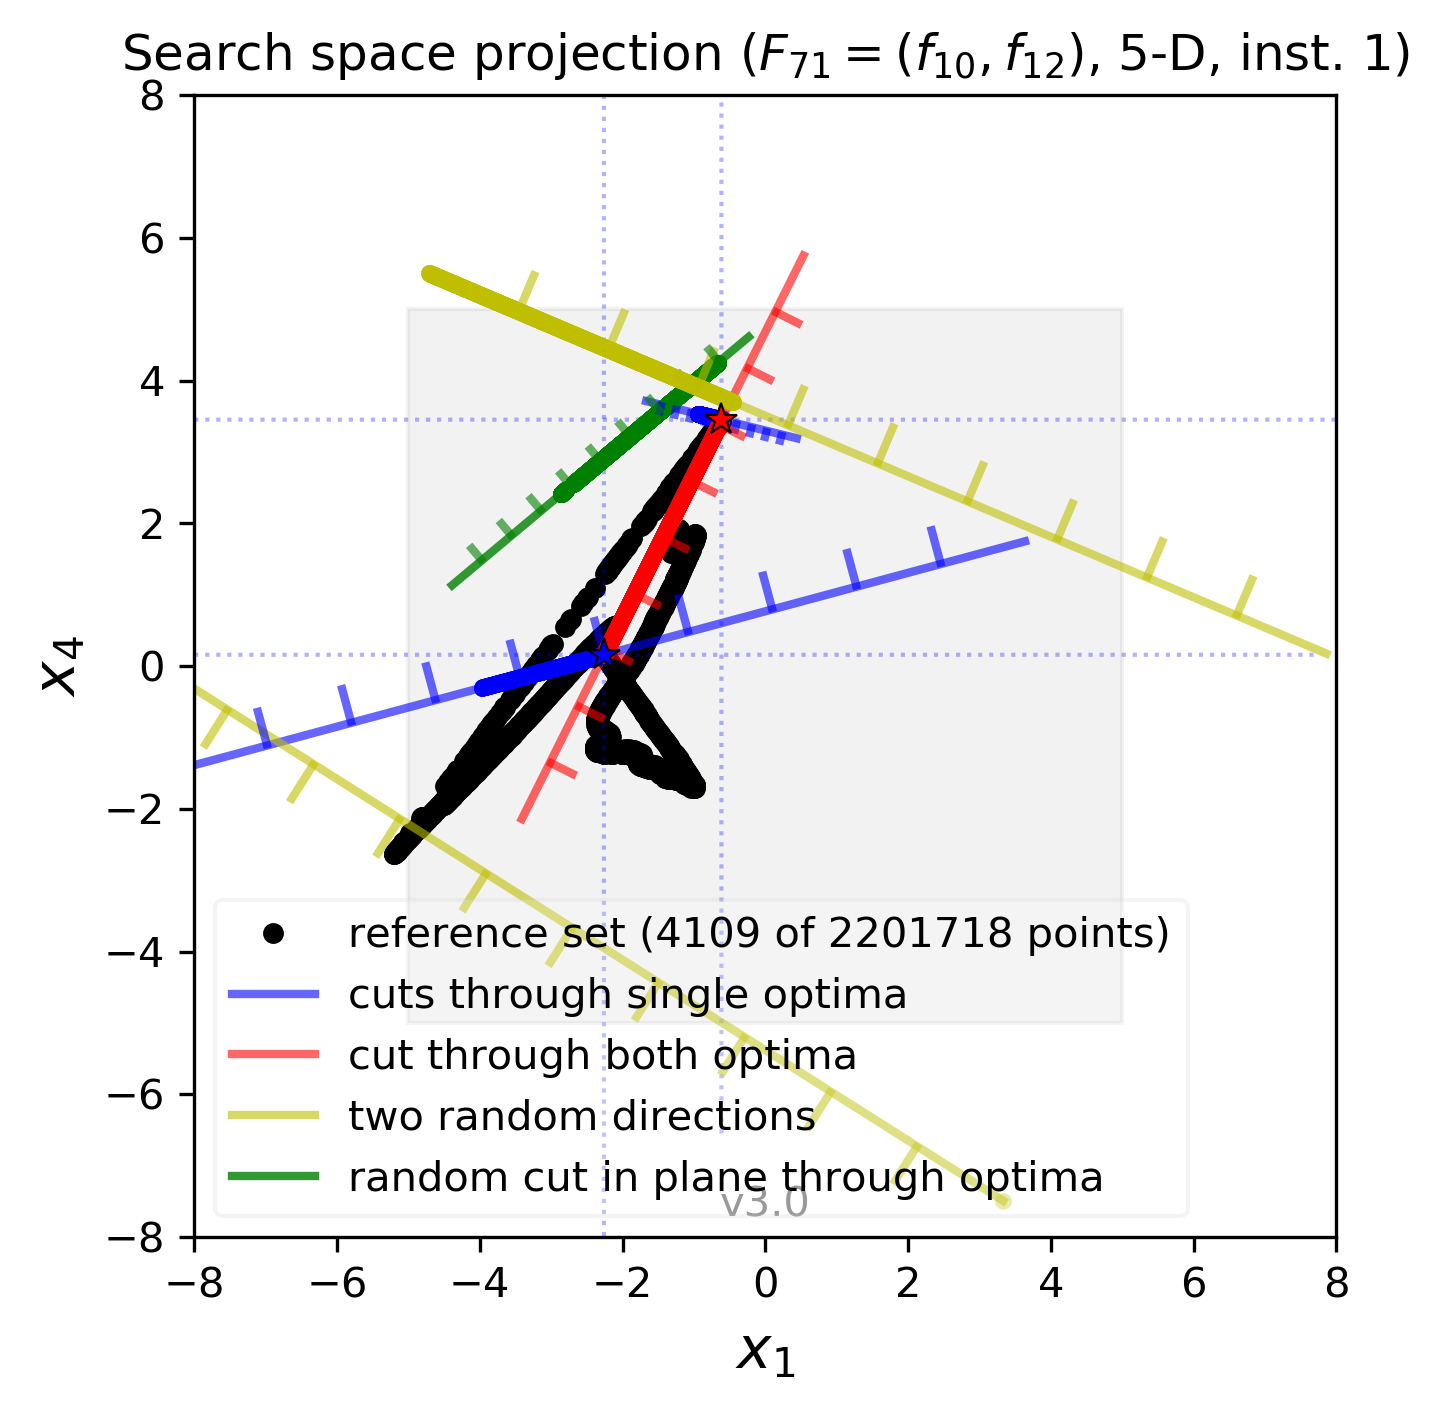 Search space projection (F71 = (f10, f12), 5-D, inst. 1)
8
6
4
2
0
−2
−4
−6
−8
x4
reference set (4109 of 2201718 points)
cuts through single optima
cut through both optima
two random directions
random cut in plane through optima
v3.0
−8 −6 −4 −2 0 2 4 6 8
x1